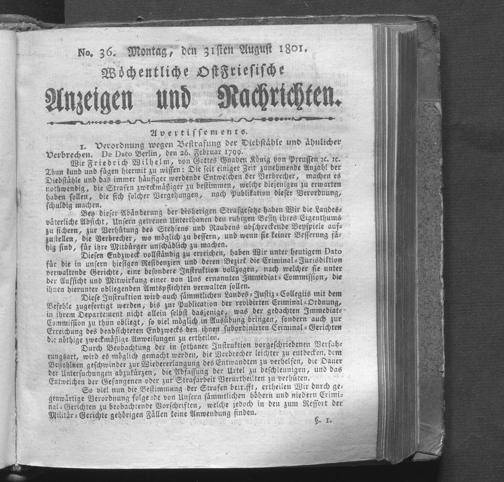 No. 36. Montag, den 31sten August 1801.
Wöchentliche Ostfriesische
Anzeigen und Nachrichten.
Avertissements.
1. Verordnung wegen Bestrafung der Diebstähle und ähnlicher
Verbrechen. De Dato Berlin, den 26. Februar 1799.
Wir Friedrich Wilhelm, von Gottes Gnaden König von Preussen ꝛc. ꝛc.
Thun kund und fügen hiermit zu wissen: Die seit einiger Zeit zunehmende Anzahl der
Diebstähle und das immer häufiger werdende Entweichen der Verbrecher, machen es
nothwendig, die Strafen zweckmäßiger zu bestimmen, welche diejenigen zu erwarten
haben sollen, die sich solcher Vergehungen, nach Publikation dieser Verordnung,
schuldig machen.
Bey dieser Abänderung der bisherigen Strafgesetze haben Wir die Landes-
väterliche Absicht, Unsern getreuen Unterthanen den ruhigen Besitz ihres Eigenthums
zu sichern, zur Verhütung des Stehlens und Raubens abschreckende Beyspiele auf-
zustellen, die Verbrecher, wo möglich zu bessern, und wenn sie keiner Besserung fä-
hig sind, für ihre Mitbürger unschädlich zu machen.
Diesen Endzweck vollständig zu erreichen, haben Wir unter heutigem Dato
für die in unsern hiesigen Residenzien und deren Bezirk die Criminal-Jurisdiktion
verwaltende Gerichte, eine besondere Instruktion vollzogen, nach welcher sie unter
der Aufsicht und Mitwirkung einer von Uns ernannten Immediat-Commission, die
ihnen hierunter obliegenden Amtspflichten verwalten sollen.
Diese Instruktion wird auch sämmtlichen Landes-Justiz-Collegiis mit dem
Befehle zugefertigt werden, bis zur Publication der revidirten Criminal-Ordnung,
in ihrem Departement nicht allein selbst dasjenige, was der gedachten Immediat-
Commission zu thun obliegt, so viel möglich in Ausübung bringen, sondern auch zur
Erreichung des beabsichteten Endzwecks den ihnen subordinirten Criminal-Gerichten
die nöthige zweckmäßige Anweisungen zu ertheilen.
Durch Beobachtung der in sothaner Instruktion vorgeschriebenen Verfah-
rungsart, wird es möglich gemacht werden, die Verbrecher leichter zu entdecken, dem
Bestohlnen geschwinder zur Wiedererlangung des Entwandten zu verhelfen, die Dauer
der Untersuchungen abzukürzen, die Abfassung der Urtel zu beschleunigen, und das
Entweichen der Gefangenen oder zur Strafarbeit Verurtheilten zu verhüten.
So viel nun die Bestimmung der Strafen betrifft, ertheilen Wir durch ge-
genwärtige Verordnung folgende von Unsern sämmtlichen höhern und niedern Crimi-
nal-Gerichten zu beobachtende Vorschriften, welche jedoch in den zum Ressort der
Militär-Gerichte gehörigen Fällen keine Anwendung finden.
§. 1.